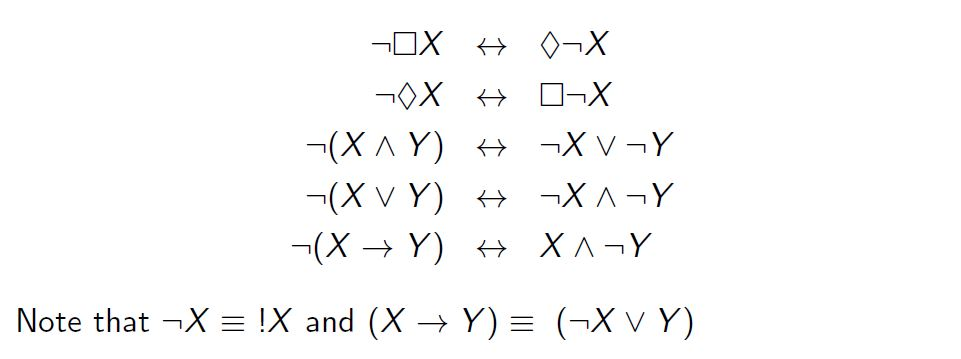 ¬□X ↔ ◇¬X
¬◇X ↔ □¬X
¬(X ∧ Y) ↔ ¬X ∨ ¬Y
¬(X ∨ Y) ↔ ¬X ∧ ¬Y
¬(X → Y) ↔ X ∧ ¬Y
Note that ¬X ≡ !X and (X → Y) ≡ (¬X ∨ Y)